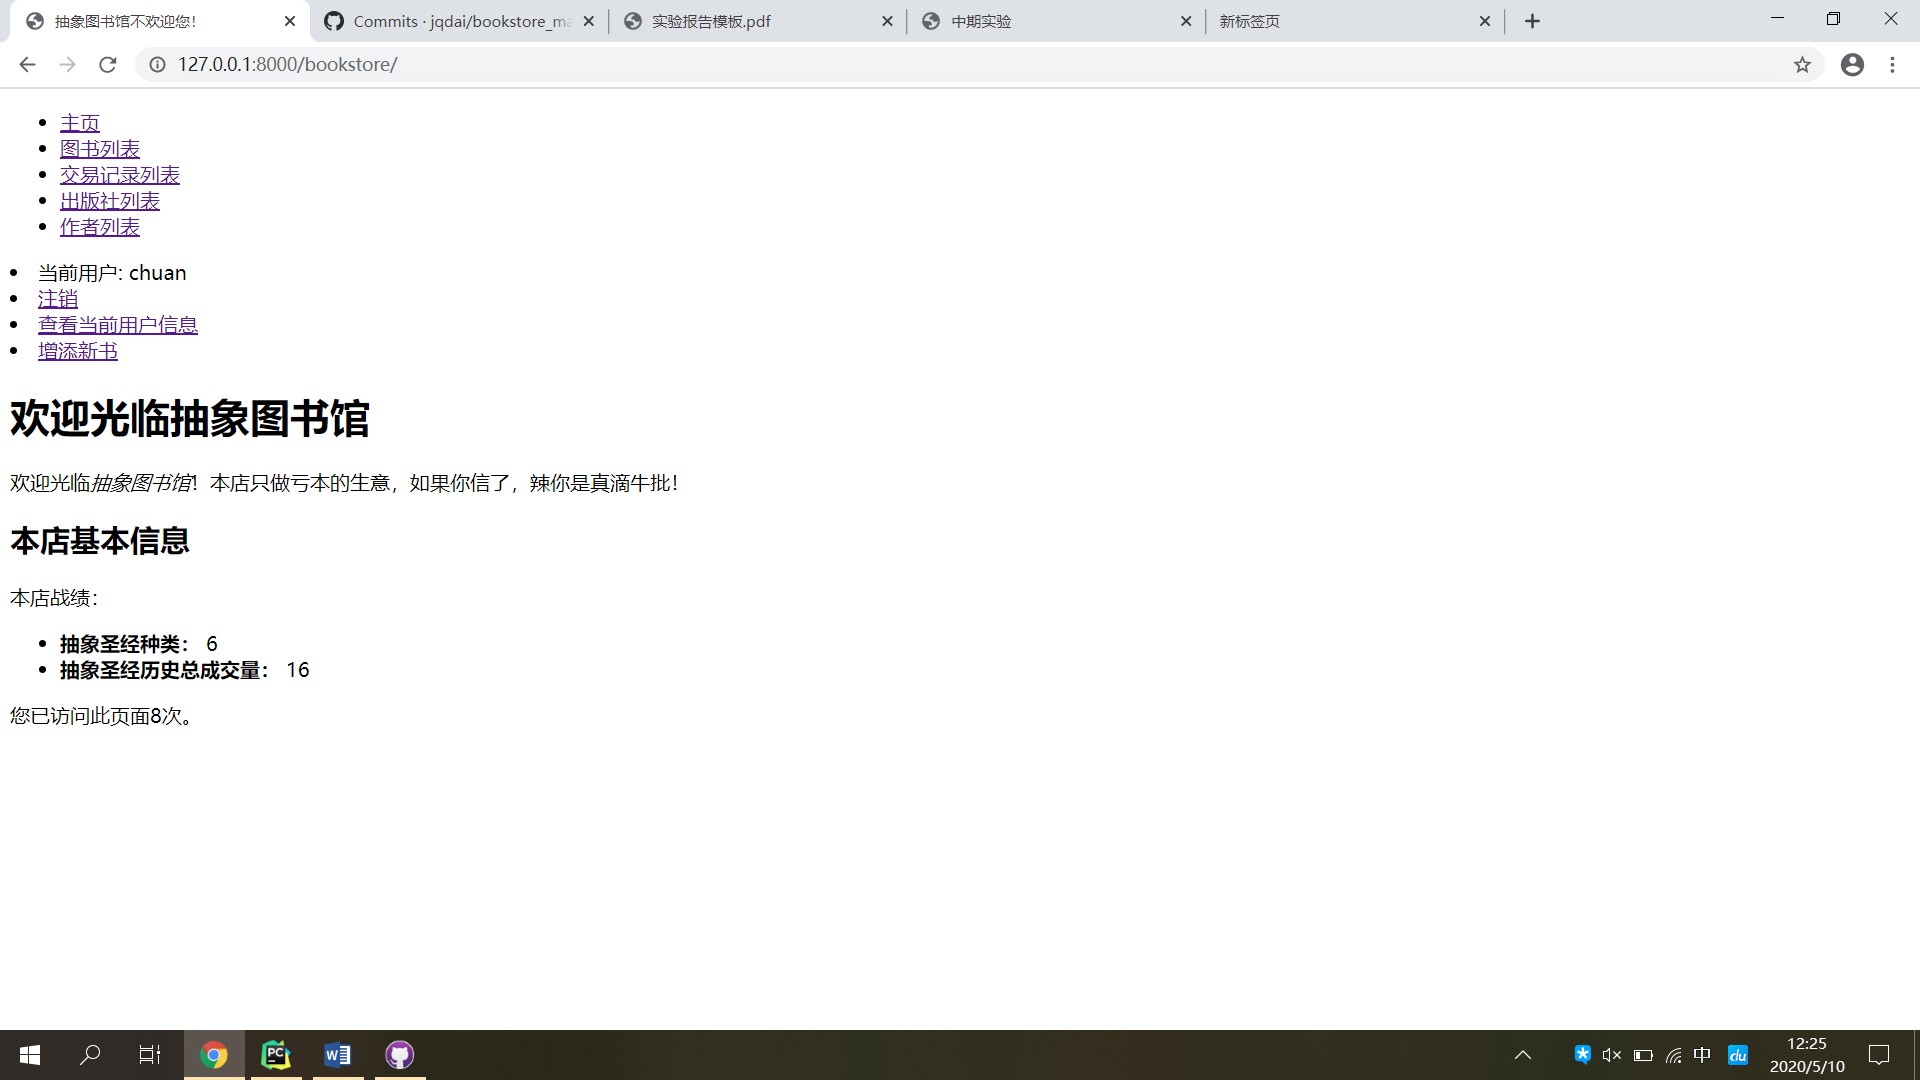 抽象图书馆不欢迎您！
Commits · jqdai/bookstore_ma
实验报告模板.pdf
中期实验
新标签页
127.0.0.1:8000/bookstore/
主页
图书列表
交易记录列表
出版社列表
作者列表
当前用户: chuan
注销
查看当前用户信息
增添新书
欢迎光临抽象图书馆
欢迎光临抽象图书馆！本店只做亏本的生意，如果你信了，辣你是真滴牛批！
本店基本信息
本店战绩：
抽象圣经种类： 6
抽象圣经历史总成交量： 16
您已访问此页面8次。
PC
W
中
du
12:25
2020/5/10